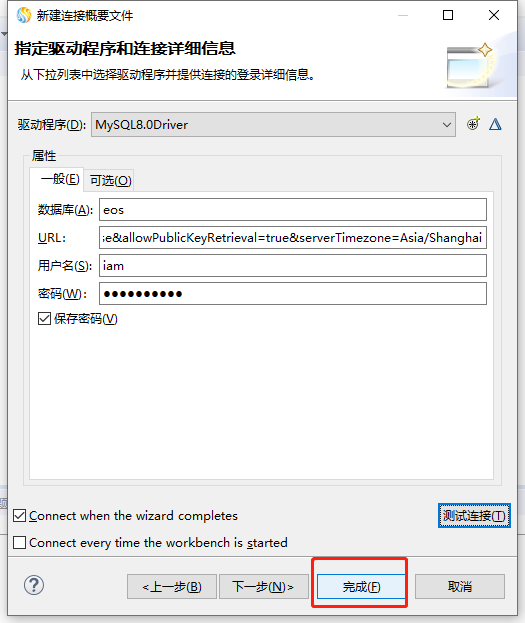 新建连接概要文件
指定驱动程序和连接详细信息
从下拉列表中选择驱动程序并提供连接的登录详细信息。
驱动程序(D): MySQL8.0Driver
属性
一般(E) 可选(O)
数据库(A): eos
URL: se&allowPublicKeyRetrieval=true&serverTimezone=Asia/Shanghai
用户名(S): iam
密码(W): ●●●●●●●●●●
保存密码(V)
Connect when the wizard completes
测试连接(T)
Connect every time the workbench is started
<上一步(B) 下一步(N)> 完成(F) 取消